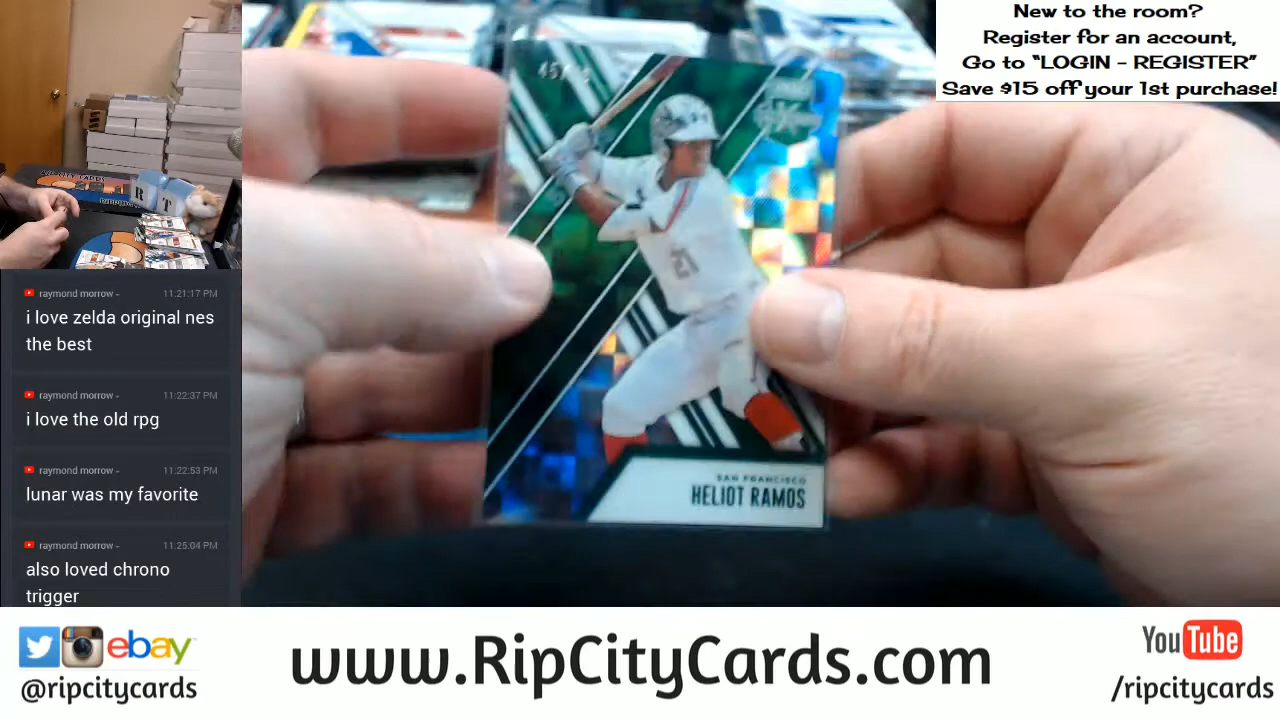 New to the room?
Register for an account,
Go to “LOGIN - REGISTER”
Save $15 off your 1st purchase!
raymond morrow - 11:21:17 PM
i love zelda original nes
the best
raymond morrow - 11:22:37 PM
i love the old rpg
raymond morrow - 11:22:53 PM
lunar was my favorite
raymond morrow - 11:25:04 PM
also loved chrono
trigger
SAN FRANCISCO
HELIOT RAMOS
ebay
@ripcitycards
www.RipCityCards.com
YouTube
/ripcitycards